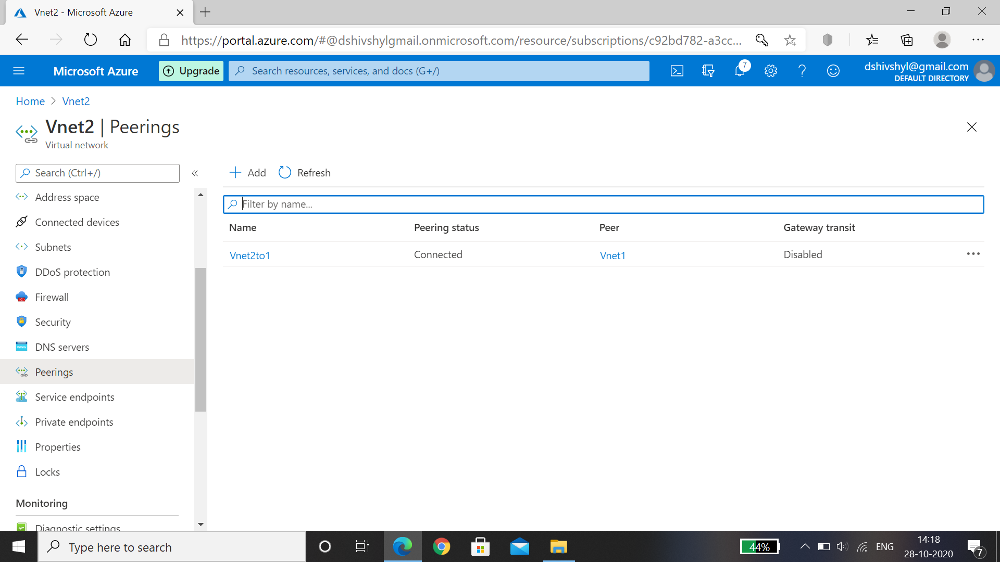 Vnet2 - Microsoft Azure
https://portal.azure.com/#@dshivshylgmail.onmicrosoft.com/resource/subscriptions/c92bd782-a3cc...
Microsoft Azure
Upgrade
Search resources, services, and docs (G+/)
7
dshivshyl@gmail.com
DEFAULT DIRECTORY
Home > Vnet2
Vnet2 | Peerings
Virtual network
Search (Ctrl+/)
«
Add
Refresh
Address space
Connected devices
Subnets
DDoS protection
Firewall
Security
DNS servers
Peerings
Service endpoints
Private endpoints
Properties
Locks
Monitoring
Diagnostic settings
Filter by name...
Name Peering status Peer Gateway transit
Vnet2to1 Connected Vnet1 Disabled
Type here to search
44%
ENG
14:18
28-10-2020
7